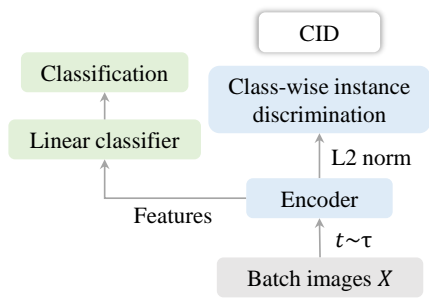 CID
Classification
Class-wise instance
discrimination
Linear classifier
L2 norm
Encoder
Features
t~τ
Batch images X